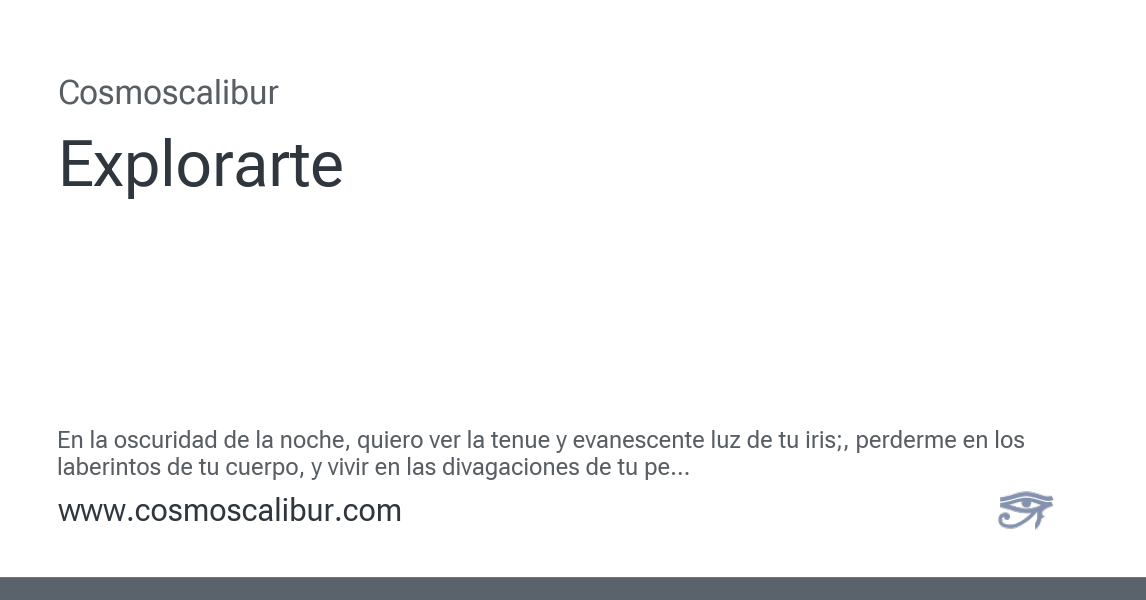 Cosmoscalibur
Explorarte
En la oscuridad de la noche, quiero ver la tenue y evanescente luz de tu iris;, perderme en los
laberintos de tu cuerpo, y vivir en las divagaciones de tu pe...
www.cosmoscalibur.com